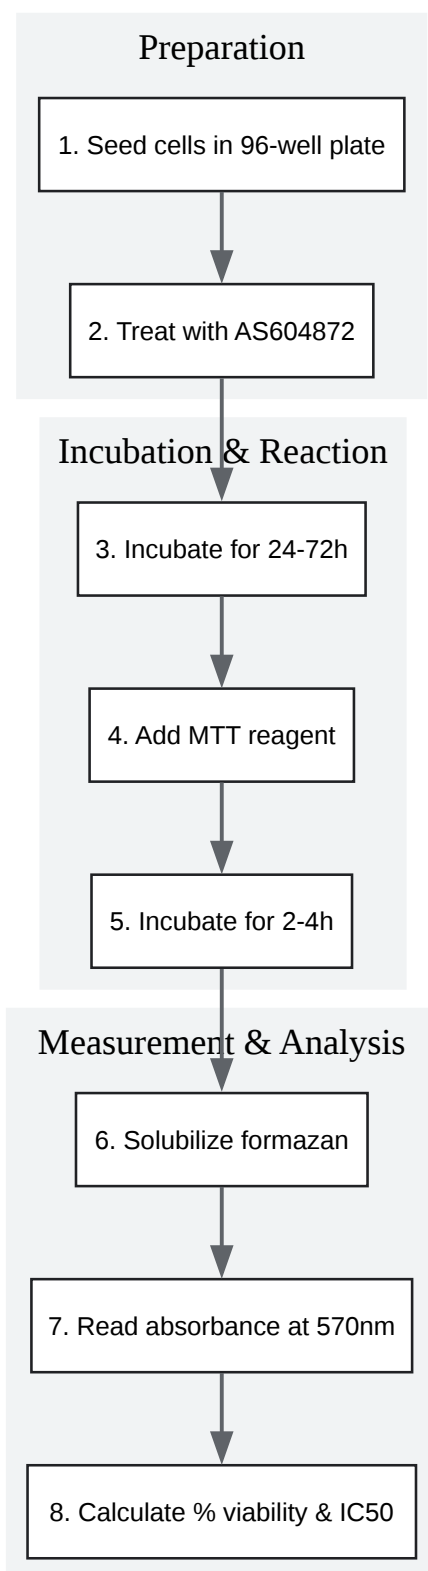 Preparation
1. Seed cells in 96-well plate
2. Treat with AS604872
Incubation & Reaction
3. Incubate for 24-72h
4. Add MTT reagent
5. Incubate for 2-4h
Measurement & Analysis
6. Solubilize formazan
7. Read absorbance at 570nm
8. Calculate % viability & IC50